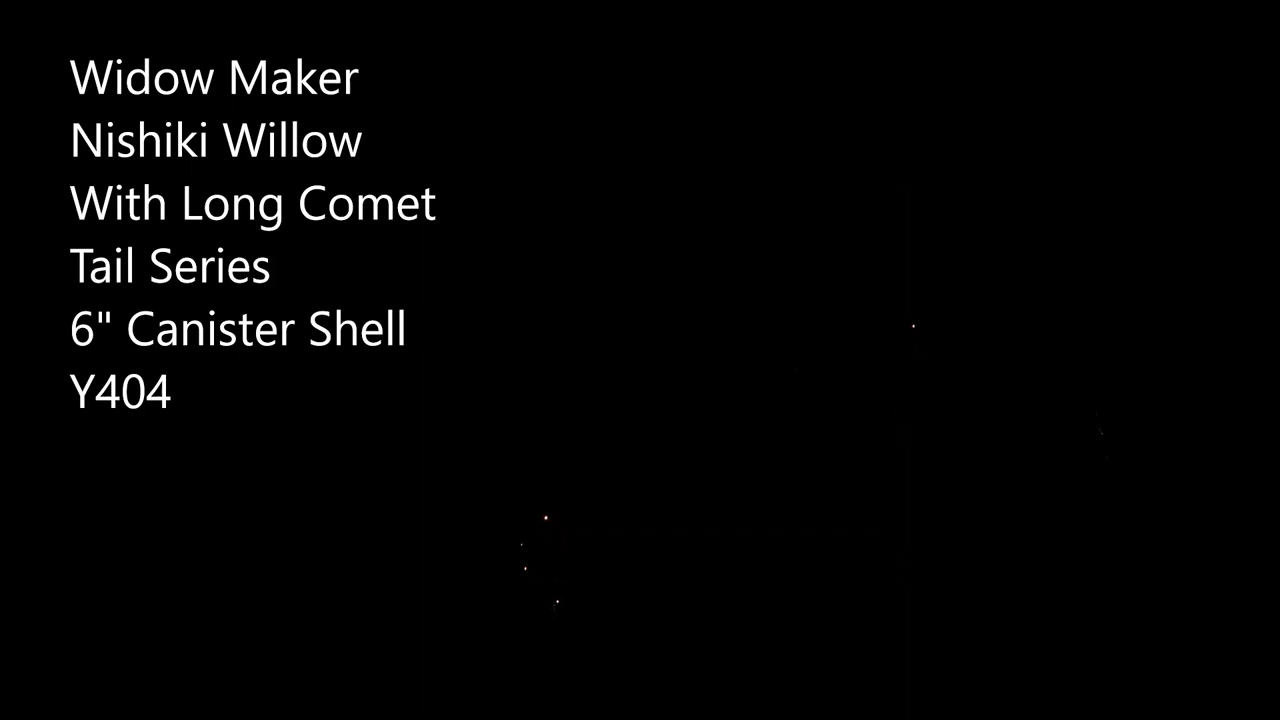 Widow Maker
Nishiki Willow
With Long Comet
Tail Series
6" Canister Shell
Y404